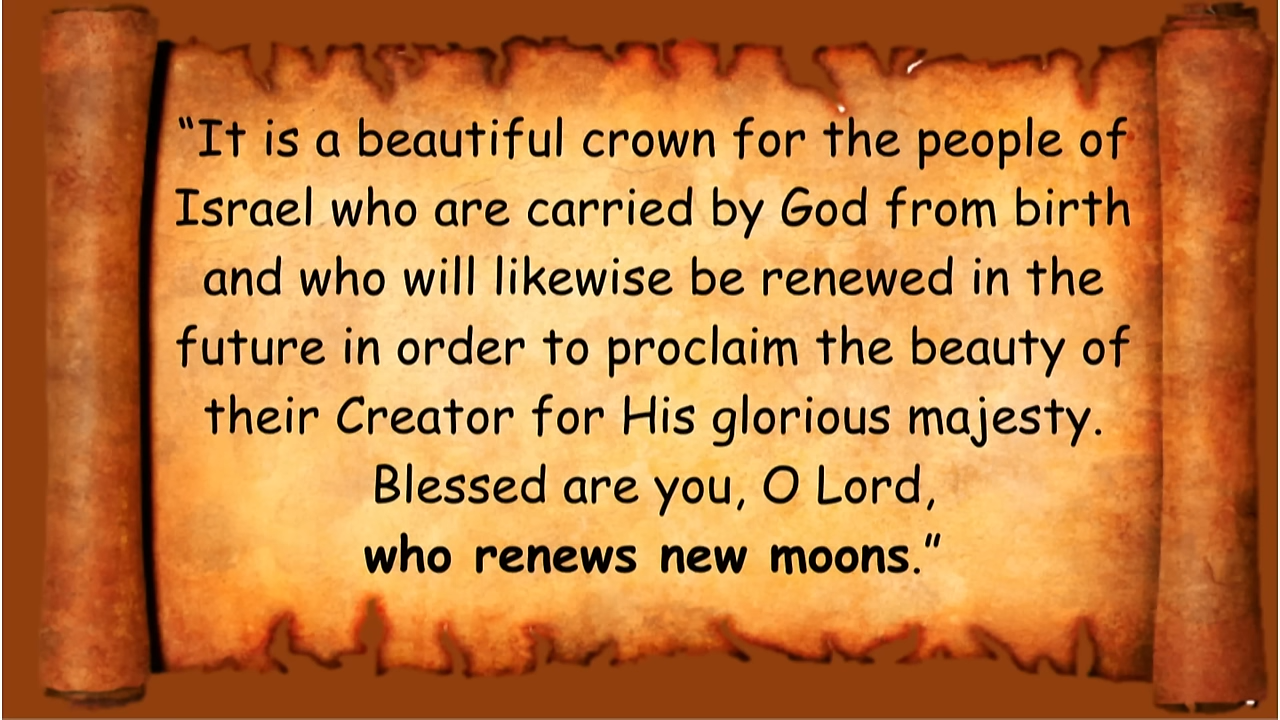 “It is a beautiful crown for the people of
Israel who are carried by God from birth
and who will likewise be renewed in the
future in order to proclaim the beauty of
their Creator for His glorious majesty.
Blessed are you, O Lord,
who renews new moons.”